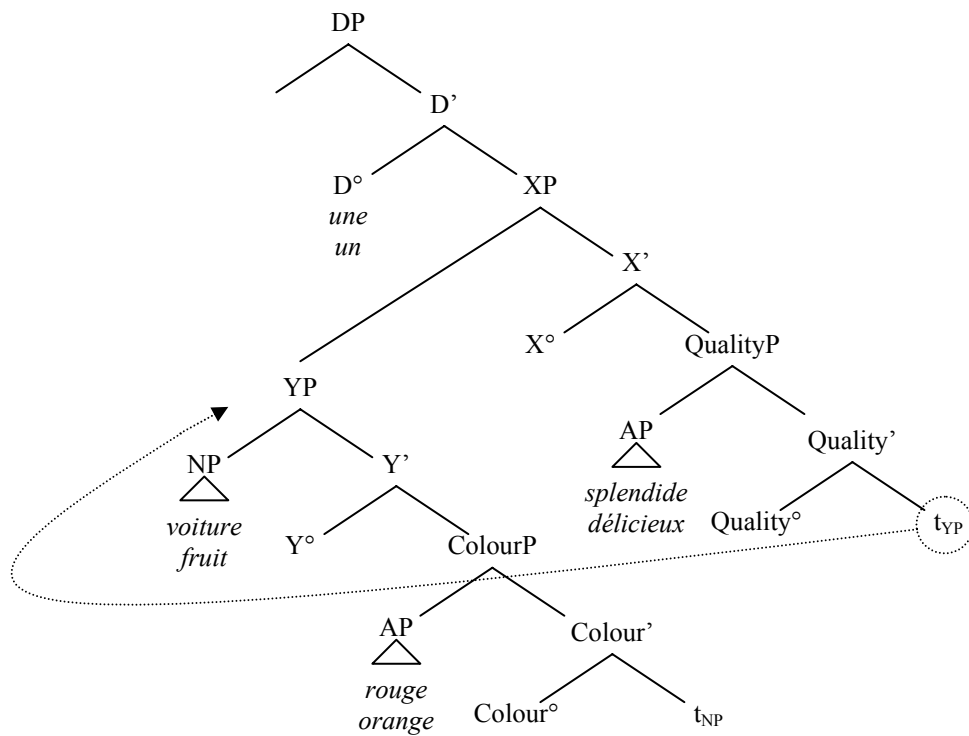 DP
D’
D° XP
une
un
X’
X° QualityP
YP
AP Quality’
NP Y’
splendide
délicieux
Quality° tYP
voiture
fruit
Y° ColourP
AP Colour’
rouge
orange
Colour° tNP